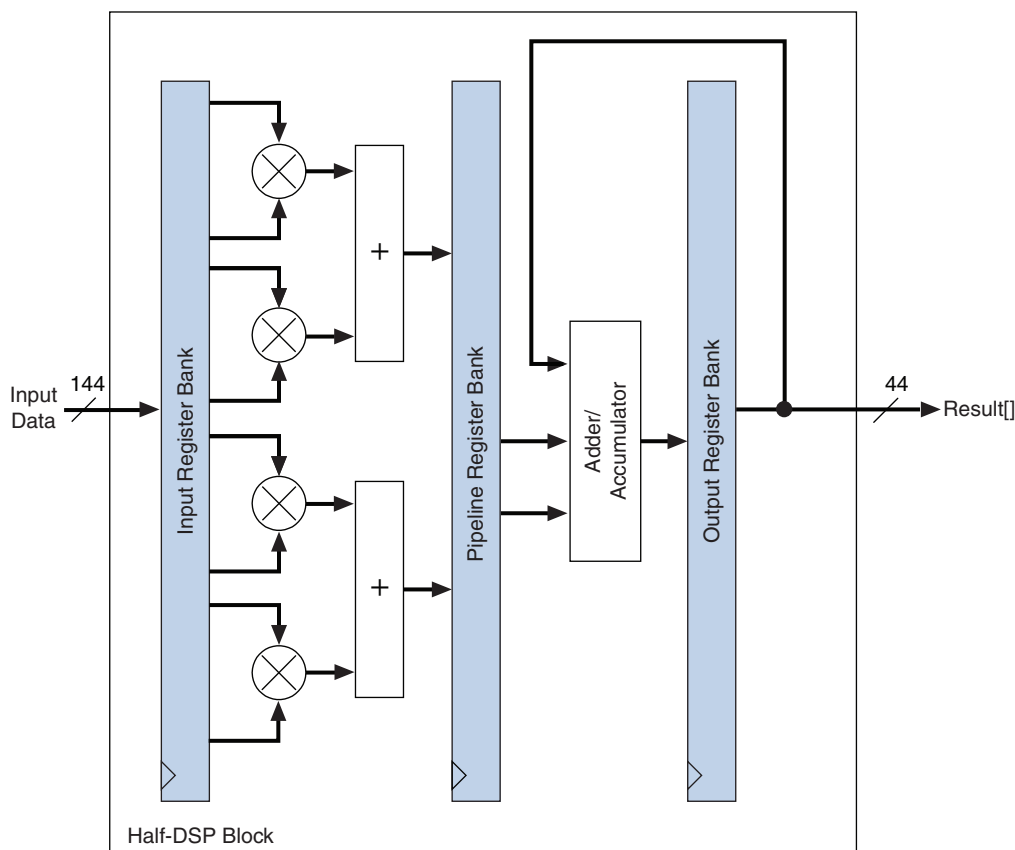 Input
Data
144
Input Register Bank
+
+
Pipeline Register Bank
Adder/
Accumulator
Output Register Bank
44
Result[]
Half-DSP Block